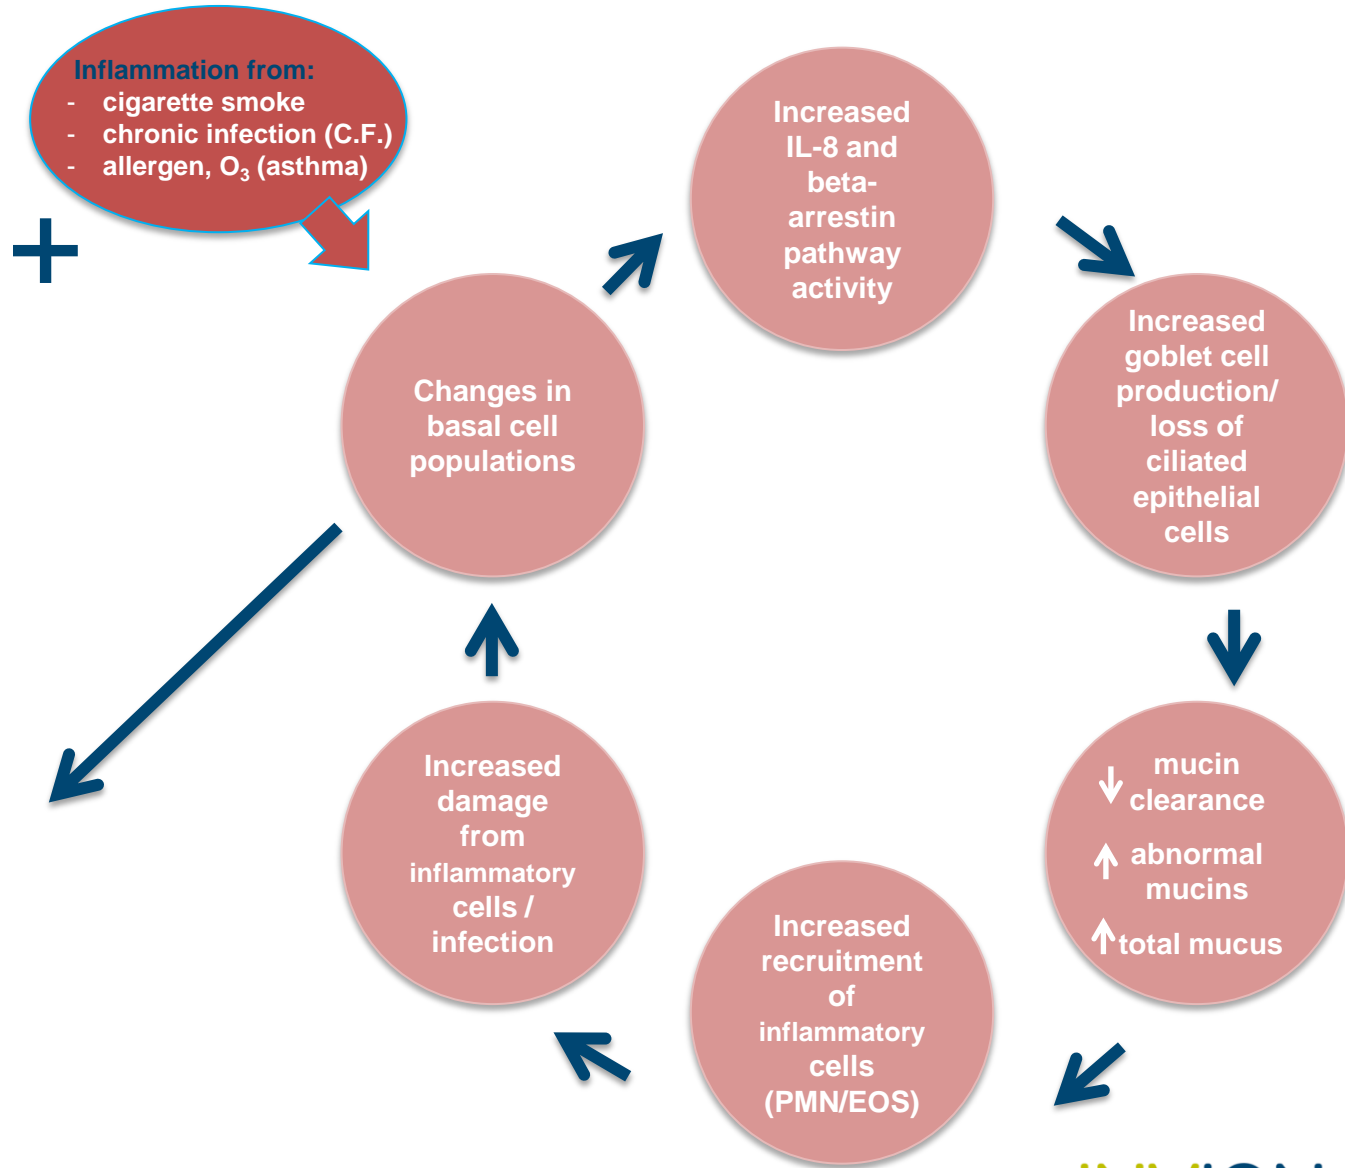 Inflammation from:
- cigarette smoke
- chronic infection (C.F.)
- allergen, O₃ (asthma)
+
Increased
IL-8 and
beta-
arrestin
pathway
activity
Increased
goblet cell
production/
loss of
ciliated
epithelial
cells
mucin
clearance
abnormal
mucins
total mucus
Increased
recruitment
of
inflammatory
cells
(PMN/EOS)
Increased
damage
from
inflammatory
cells /
infection
Changes in
basal cell
populations